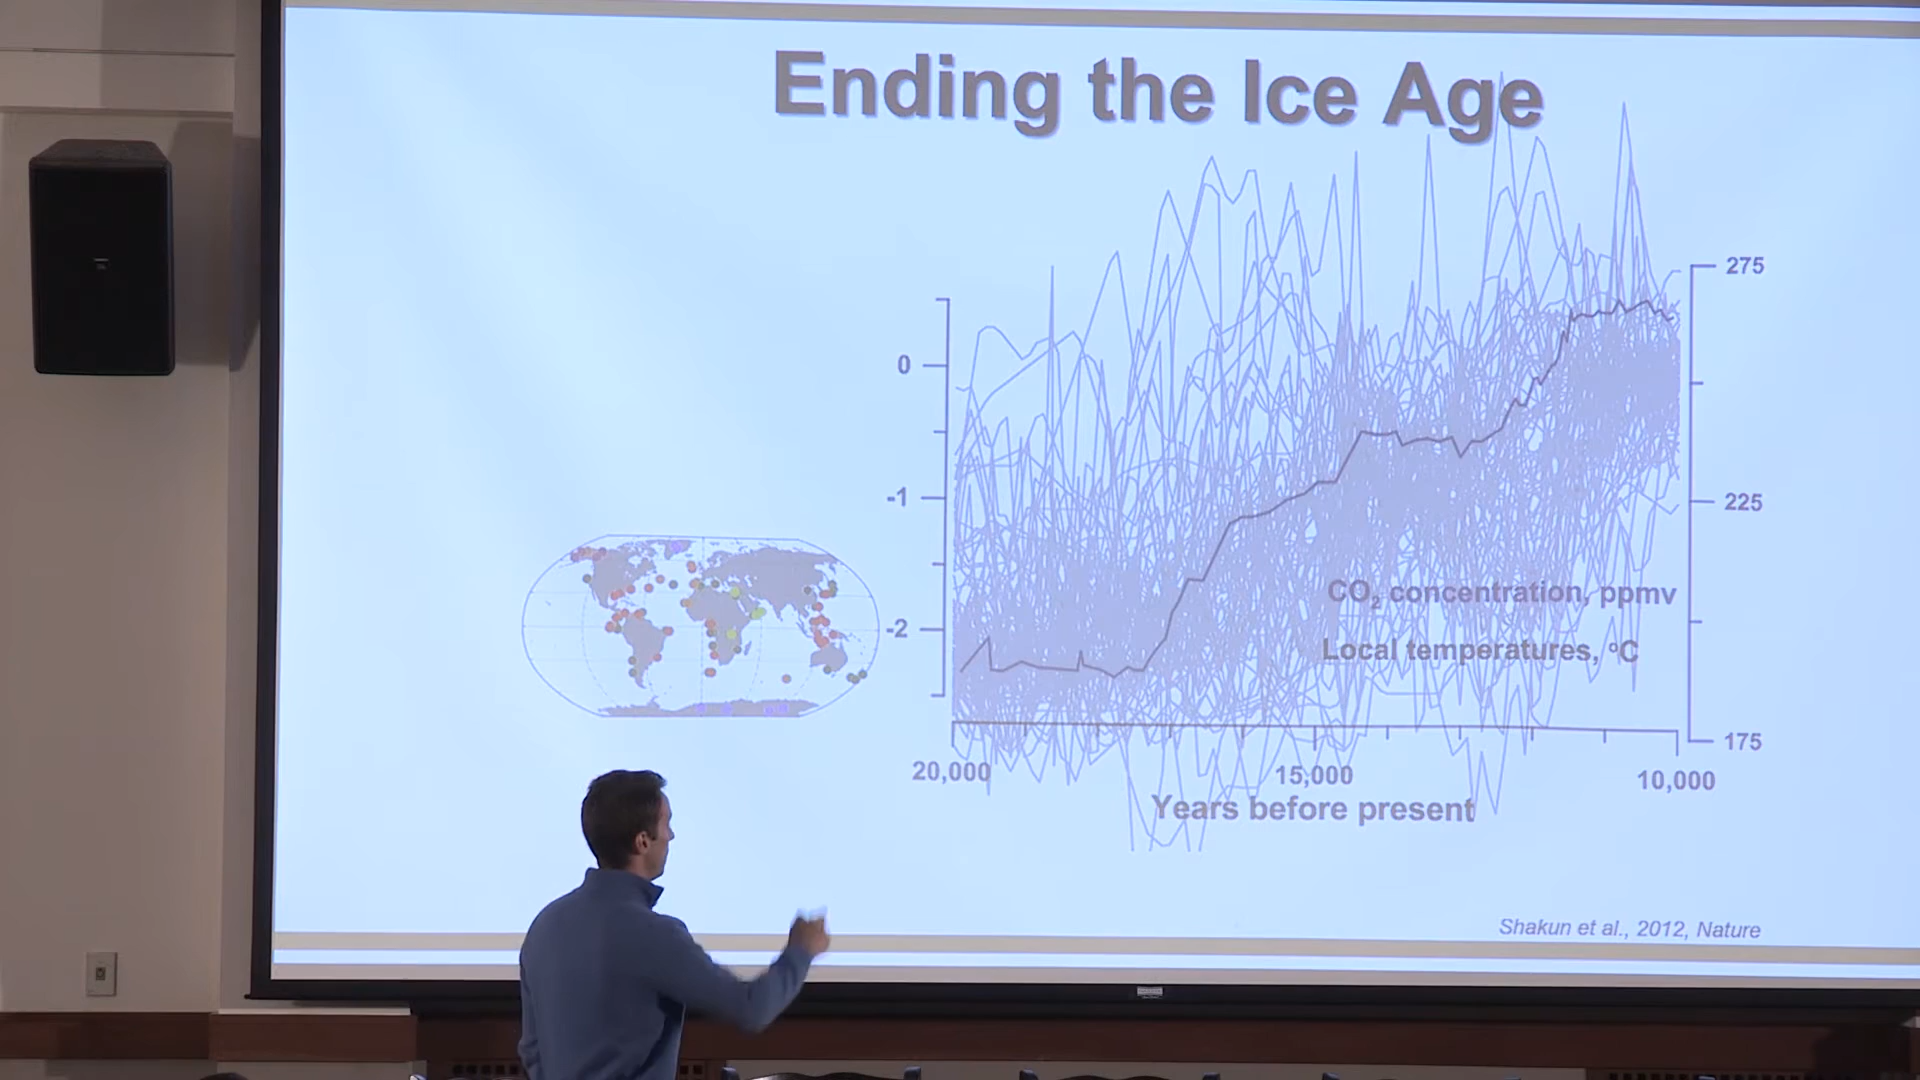 Ending the Ice Age
275
0
-1
225
CO₂ concentration, ppmv
-2
Local temperatures, °C
175
20,000
15,000
10,000
Years before present
Shakun et al., 2012, Nature